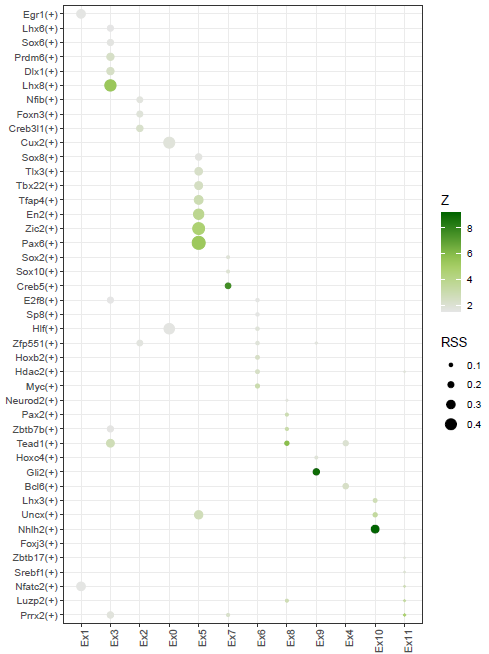 Egr1(+)
Lhx6(+)
Sox6(+)
Prdm6(+)
Dlx1(+)
Lhx8(+)
Nfib(+)
Foxn3(+)
Creb3l1(+)
Cux2(+)
Sox8(+)
Tlx3(+)
Tbx22(+)
Tfap4(+)
En2(+)
Zic2(+)
Pax6(+)
Sox2(+)
Sox10(+)
Creb5(+)
E2f8(+)
Sp8(+)
Hlf(+)
Zfp551(+)
Hoxb2(+)
Hdac2(+)
Myc(+)
Neurod2(+)
Pax2(+)
Zbtb7b(+)
Tead1(+)
Hoxc4(+)
Gli2(+)
Bcl6(+)
Lhx3(+)
Uncx(+)
Nhlh2(+)
Foxj3(+)
Zbtb17(+)
Srebf1(+)
Nfatc2(+)
Luzp2(+)
Prrx2(+)
Ex1
Ex3
Ex2
Ex0
Ex5
Ex7
Ex6
Ex8
Ex9
Ex4
Ex10
Ex11
Z
8
6
4
2
RSS
0.1
0.2
0.3
0.4